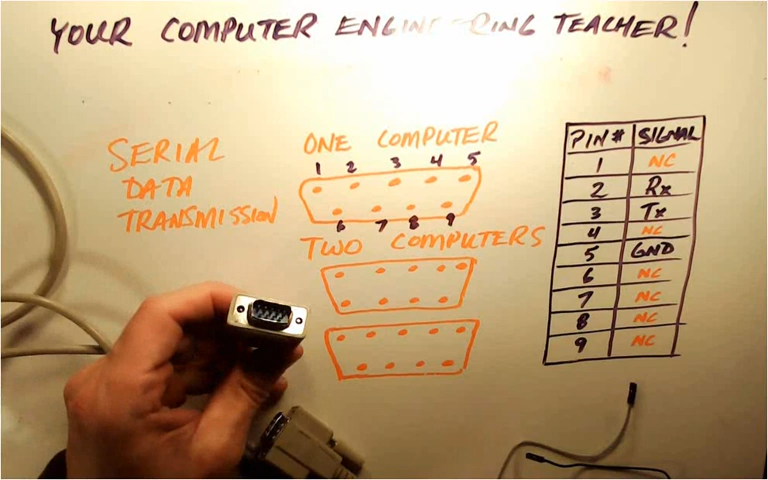 YOUR COMPUTER ENGINEERING TEACHER!
SERIAL
DATA
TRANSMISSION
ONE COMPUTER
1 2 3 4 5
6 7 8 9
TWO COMPUTERS
PIN# SIGNAL
1 NC
2 Rx
3 Tx
4 NC
5 GND
6 NC
7 NC
8 NC
9 NC